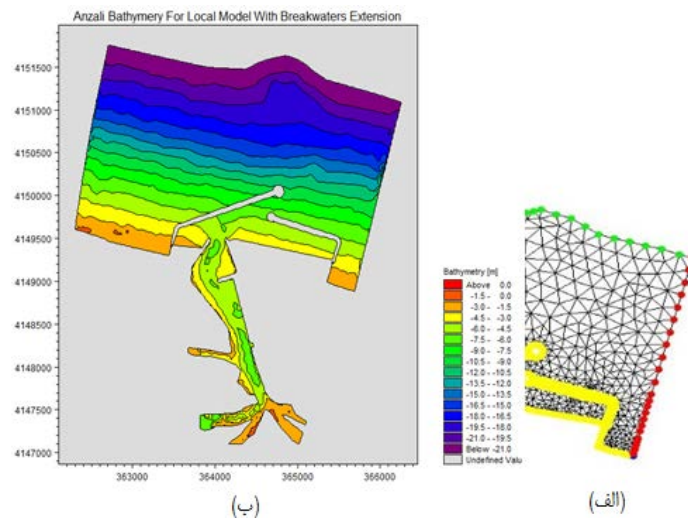 Anzali Bathymery For Local Model With Breakwaters Extension
4151500
4151000
4150500
4150000
4149500
4149000
4148500
4148000
4147500
4147000
363000
364000
365000
366000
(ب)
Bathymetry [m]
Above 0.0
-1.5 - 0.0
-3.0 - -1.5
-4.5 - -3.0
-6.0 - -4.5
-7.5 - -6.0
-9.0 - -7.5
-10.5 - -9.0
-12.0 - -10.5
-13.5 - -12.0
-15.0 - -13.5
-16.5 - -15.0
-18.0 - -16.5
-19.5 - -18.0
-21.0 - -19.5
Below -21.0
Undefined Valu
(الف)